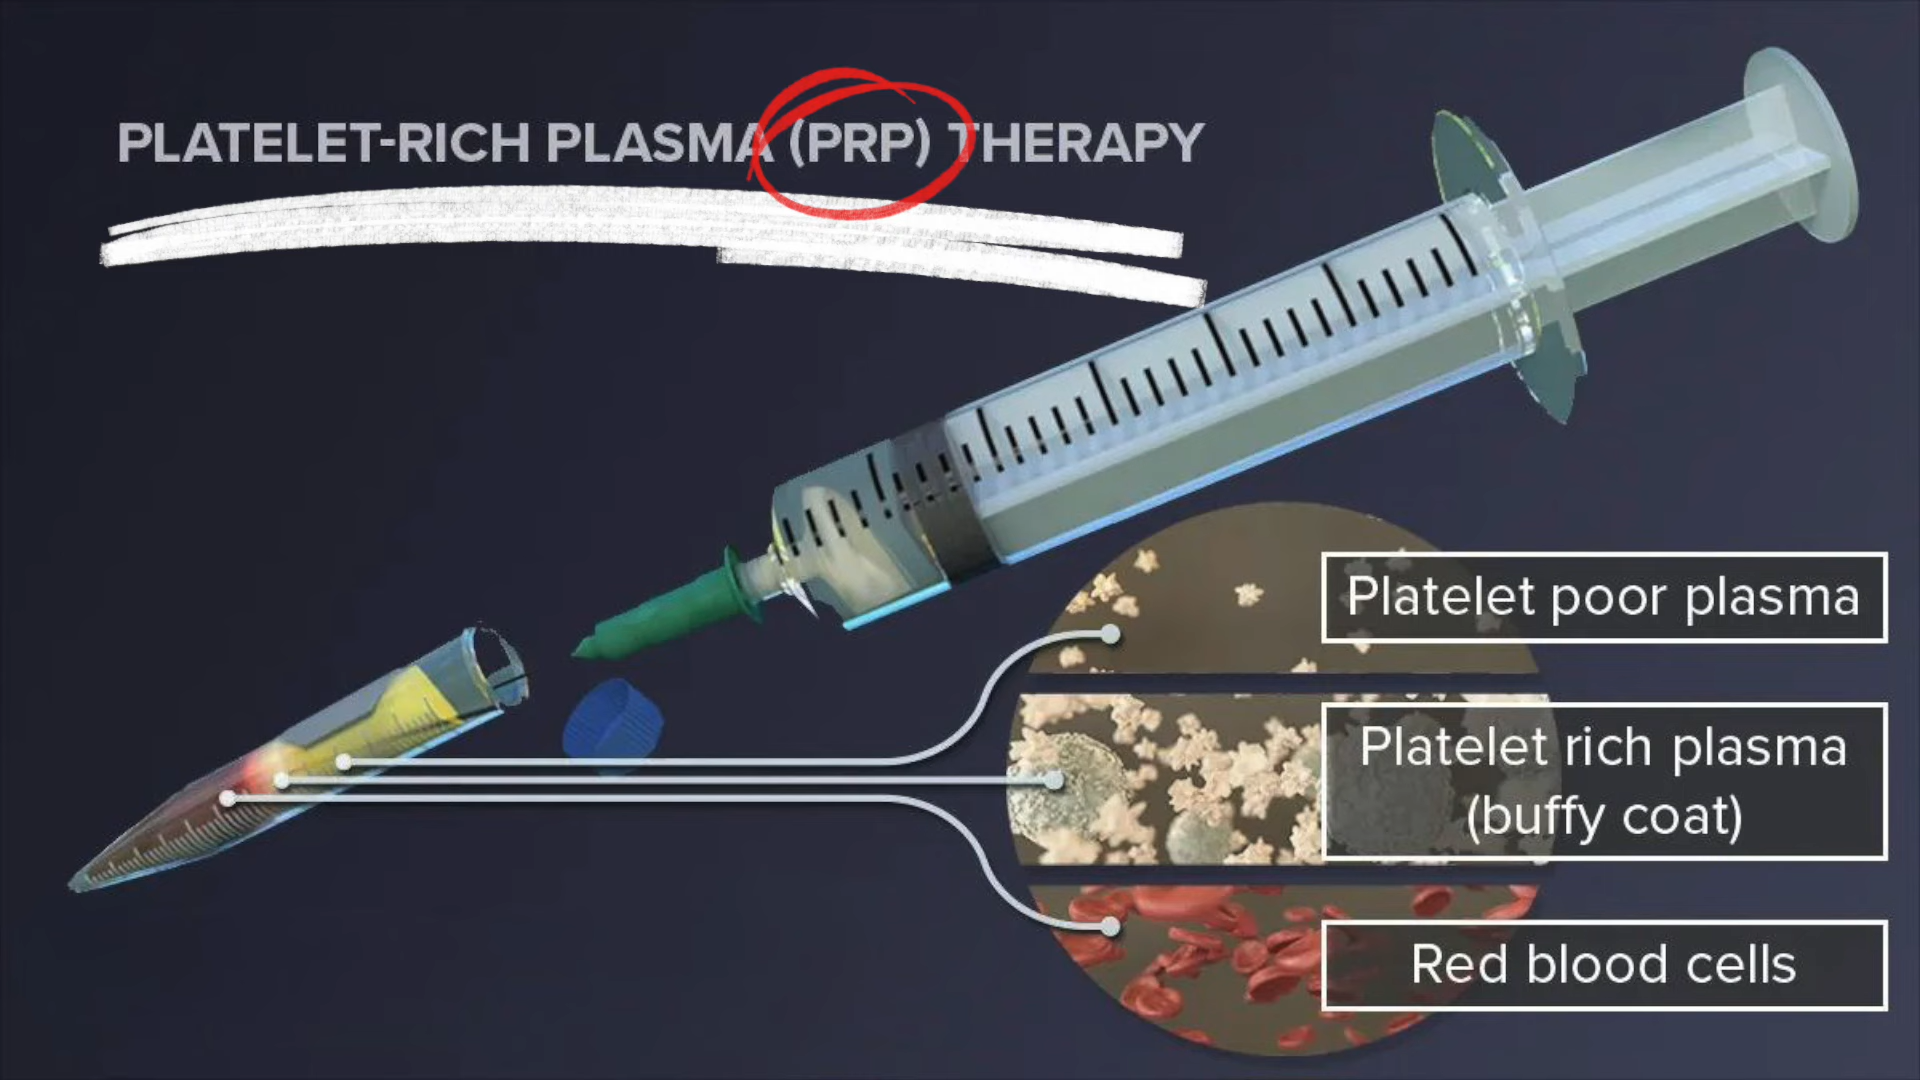 PLATELET-RICH PLASMA (PRP) THERAPY
Platelet poor plasma
Platelet rich plasma
(buffy coat)
Red blood cells